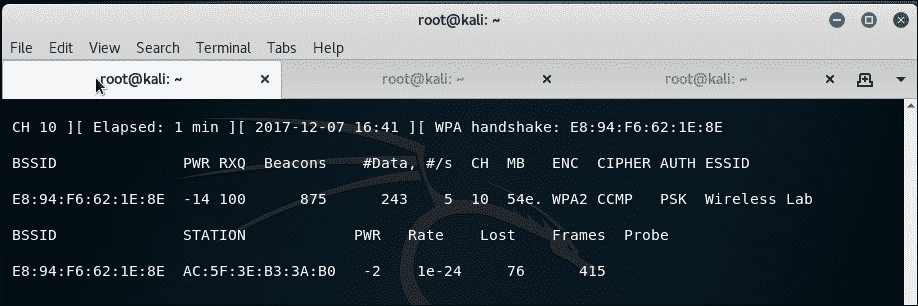 root@kali: ~
File Edit View Search Terminal Tabs Help
root@kali: ~ root@kali: ~ root@kali: ~
CH 10 ][ Elapsed: 1 min ][ 2017-12-07 16:41 ][ WPA handshake: E8:94:F6:62:1E:8E
BSSID PWR RXQ Beacons #Data, #/s CH MB ENC CIPHER AUTH ESSID
E8:94:F6:62:1E:8E -14 100 875 243 5 10 54e. WPA2 CCMP PSK Wireless Lab
BSSID STATION PWR Rate Lost Frames Probe
E8:94:F6:62:1E:8E AC:5F:3E:B3:3A:B0 -2 1e-24 76 415